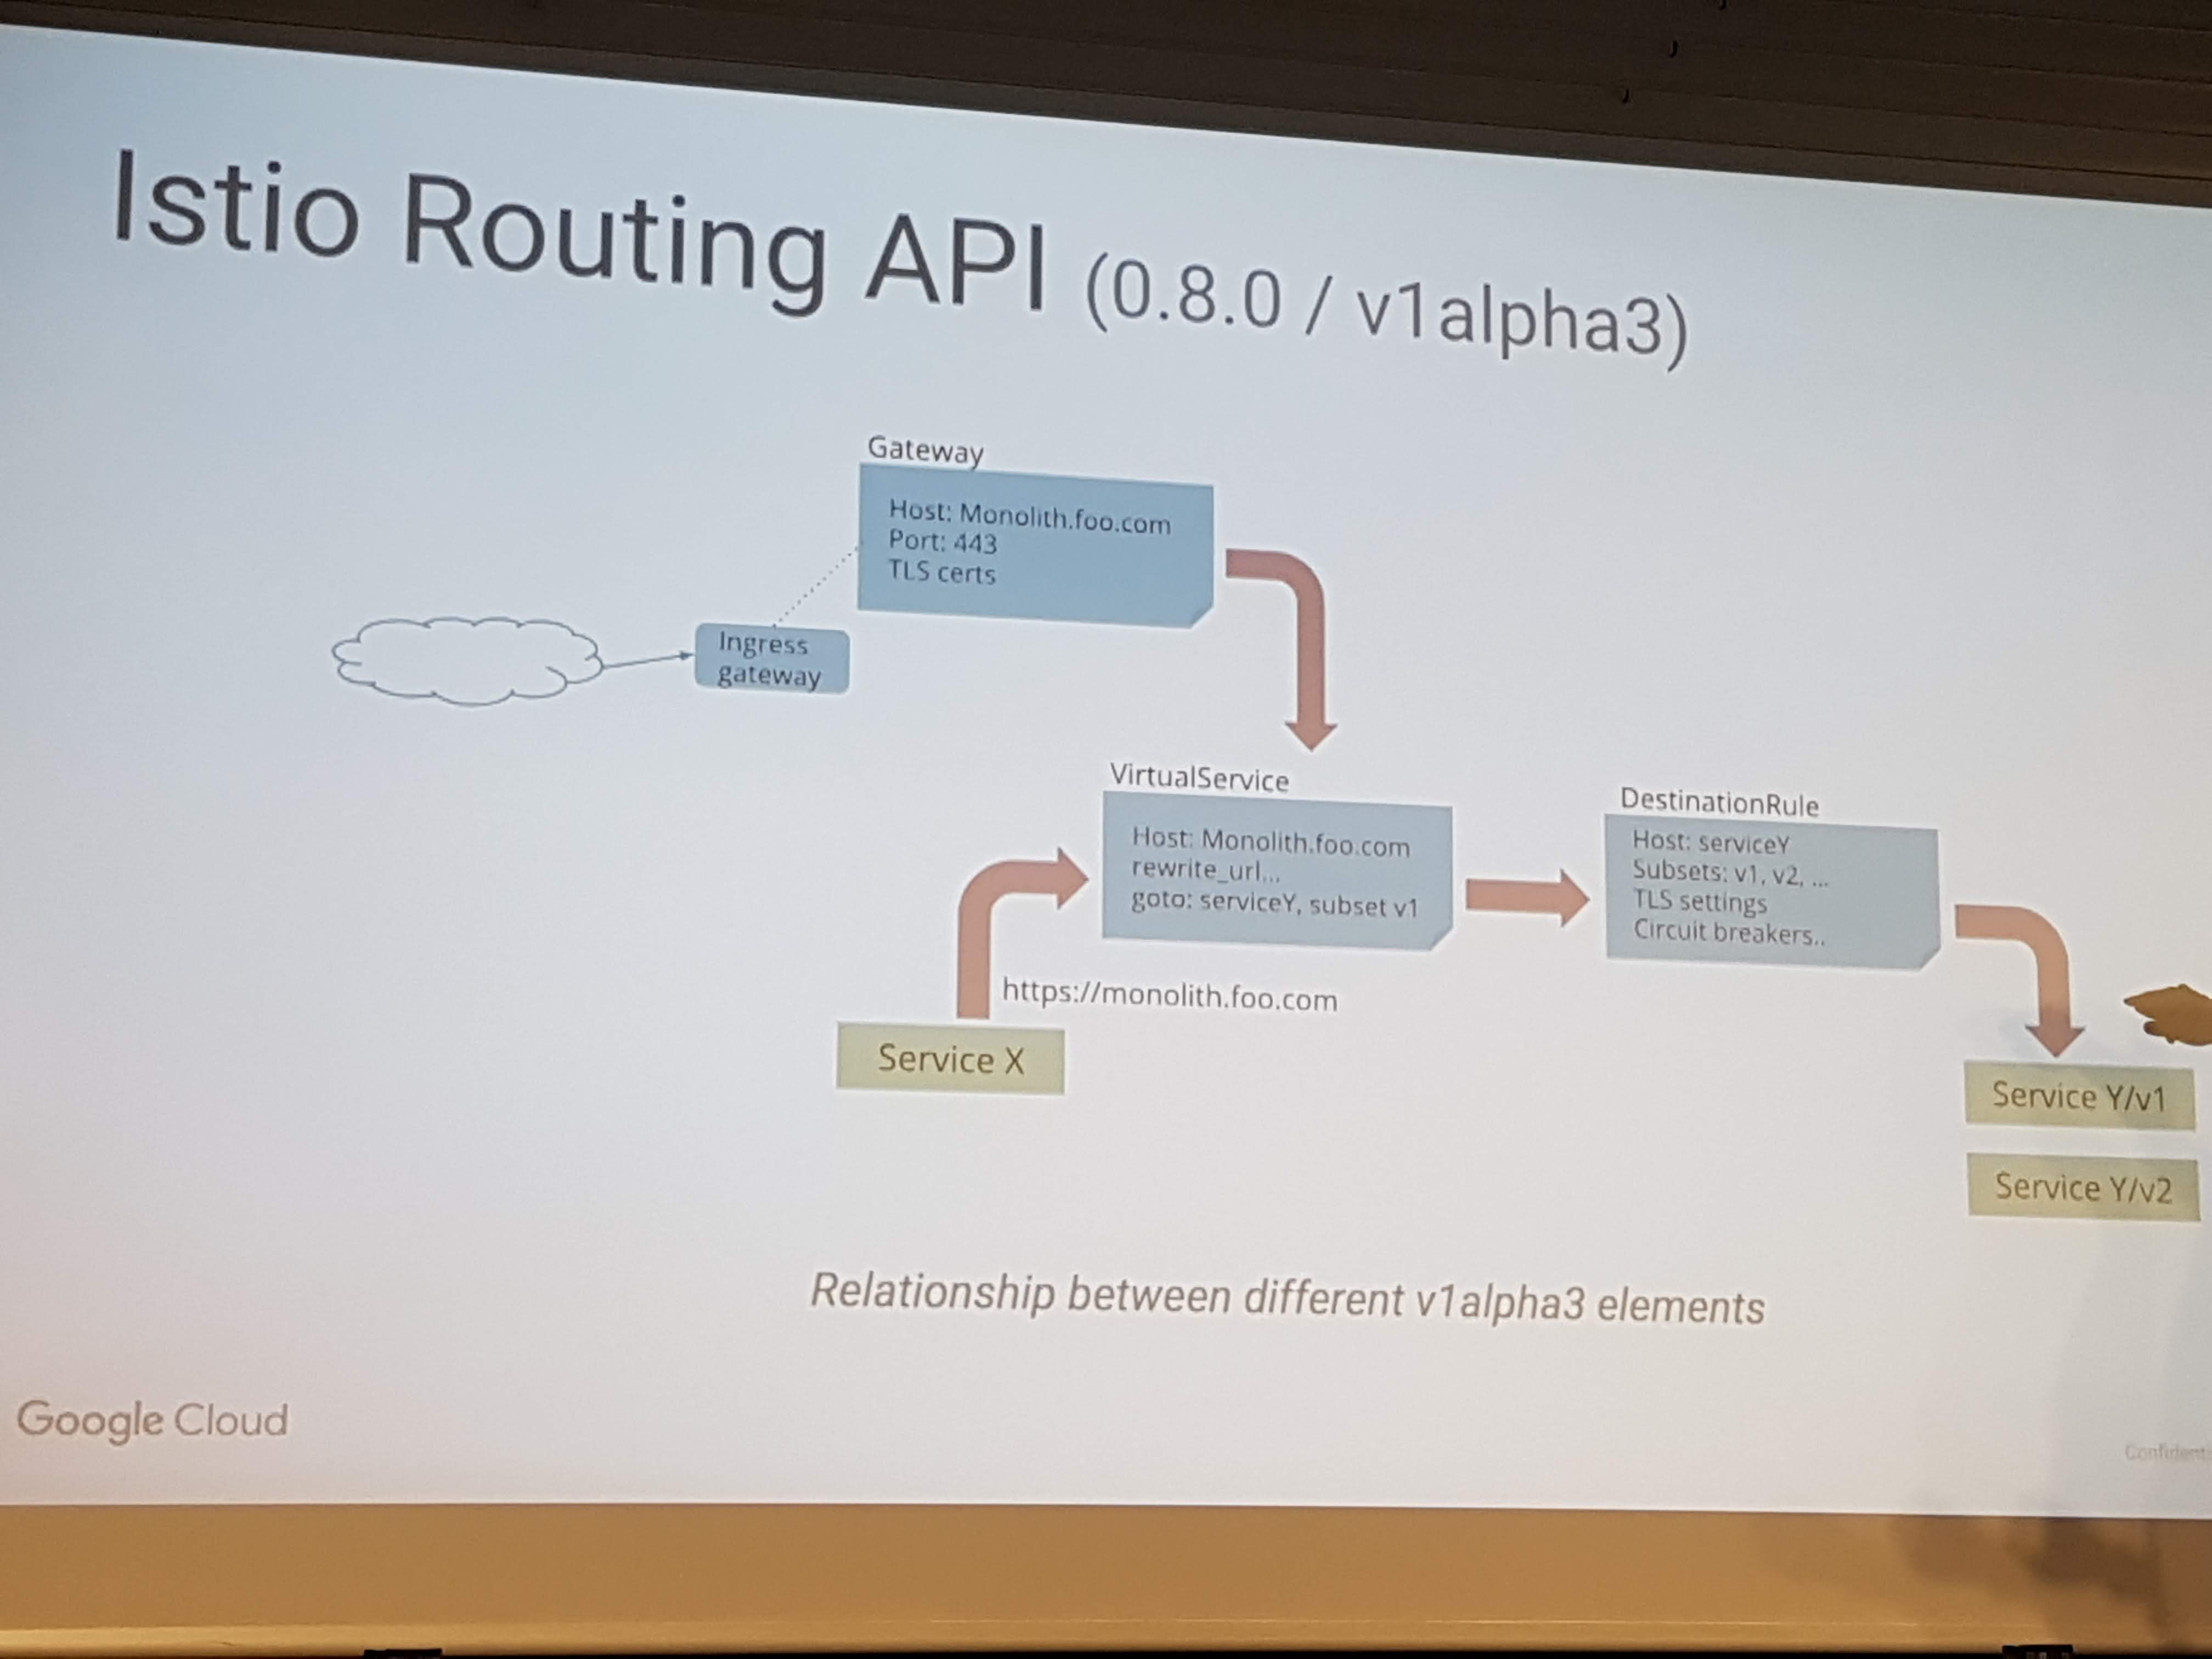 Istio Routing API (0.8.0 / v1alpha3)
Gateway
Host: Monolith.foo.com
Port: 443
TLS certs
Ingress
gateway
VirtualService
Host: Monolith.foo.com
rewrite_url...
goto: serviceY, subset v1
DestinationRule
Host: serviceY
Subsets: v1, v2, ...
TLS settings
Circuit breakers..
https://monolith.foo.com
Service X
Service Y/v1
Service Y/v2
Relationship between different v1alpha3 elements
Google Cloud